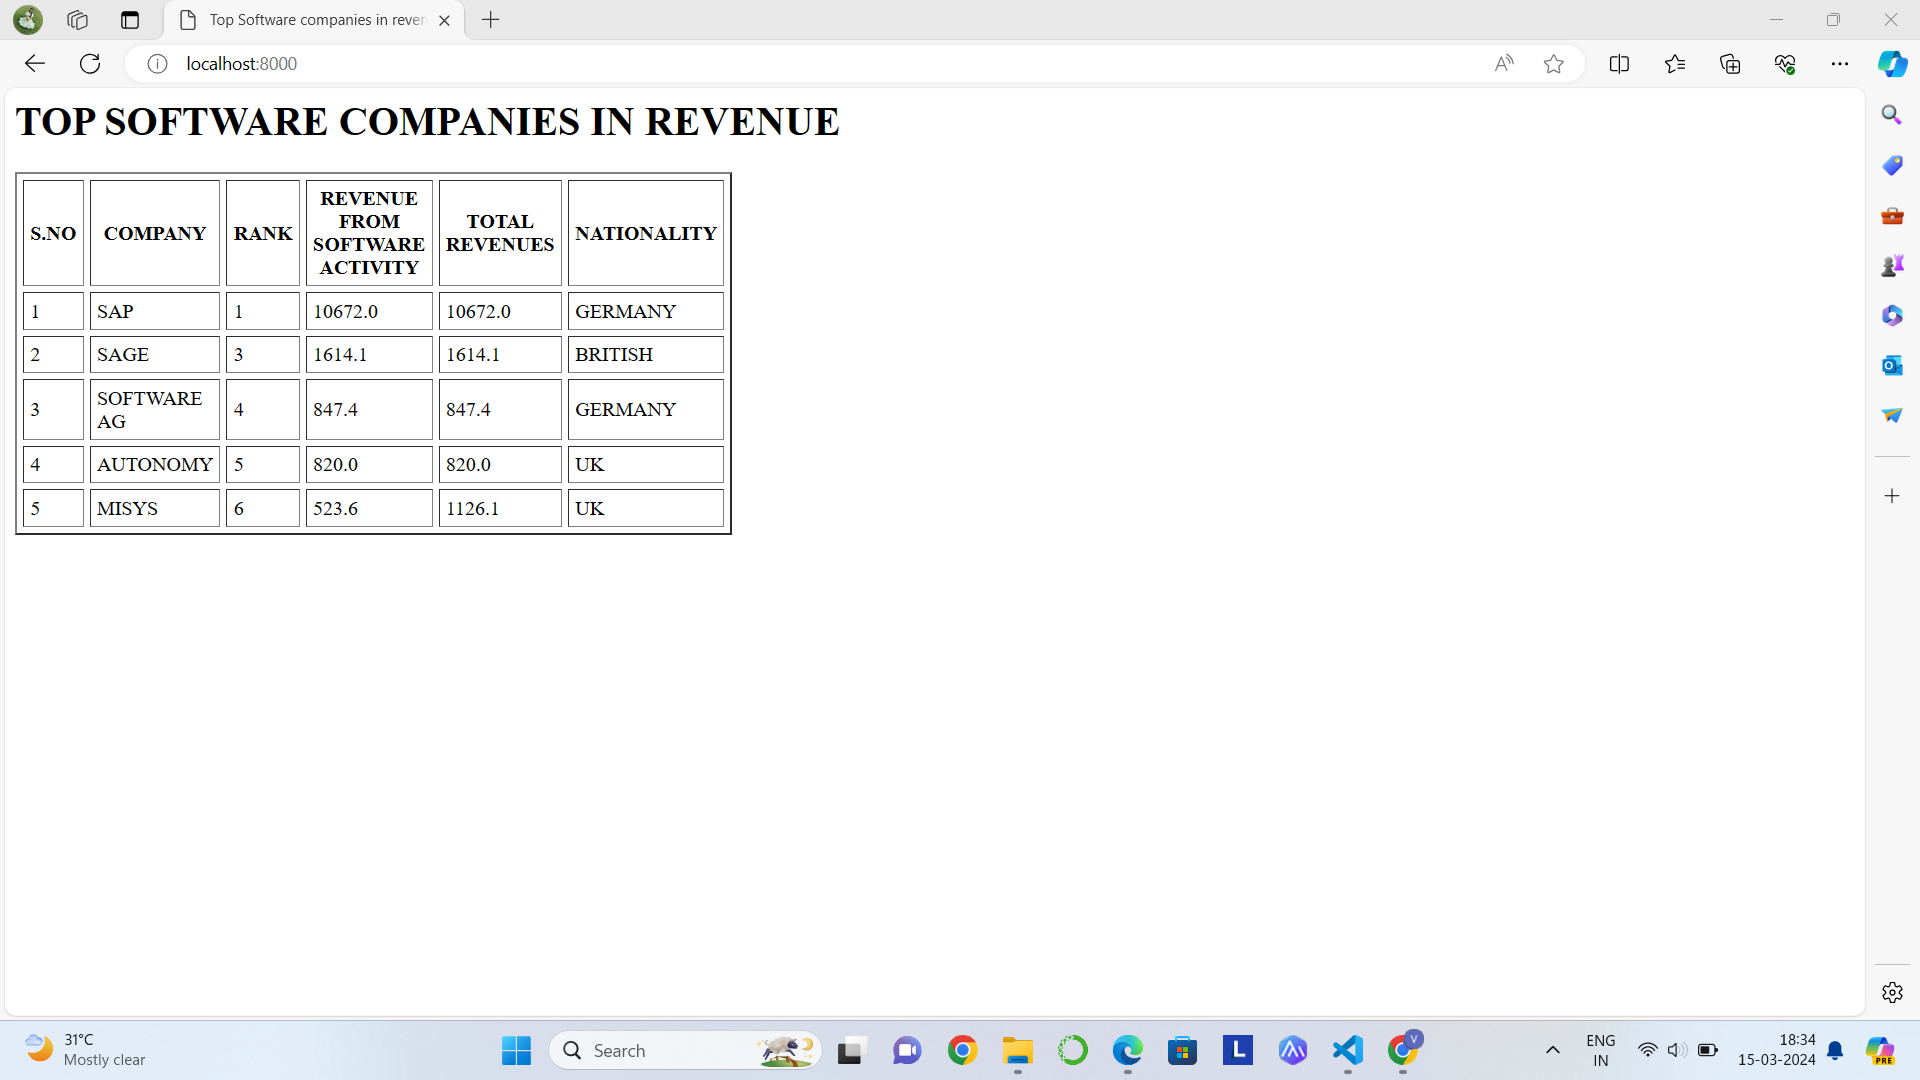 Top Software companies in reven
localhost:8000
TOP SOFTWARE COMPANIES IN REVENUE
S.NO COMPANY RANK REVENUE FROM SOFTWARE ACTIVITY TOTAL REVENUES NATIONALITY
1 SAP 1 10672.0 10672.0 GERMANY
2 SAGE 3 1614.1 1614.1 BRITISH
3 SOFTWARE AG 4 847.4 847.4 GERMANY
4 AUTONOMY 5 820.0 820.0 UK
5 MISYS 6 523.6 1126.1 UK
31°C
Mostly clear
Search
L
V
ENG
IN
18:34
15-03-2024
PRE